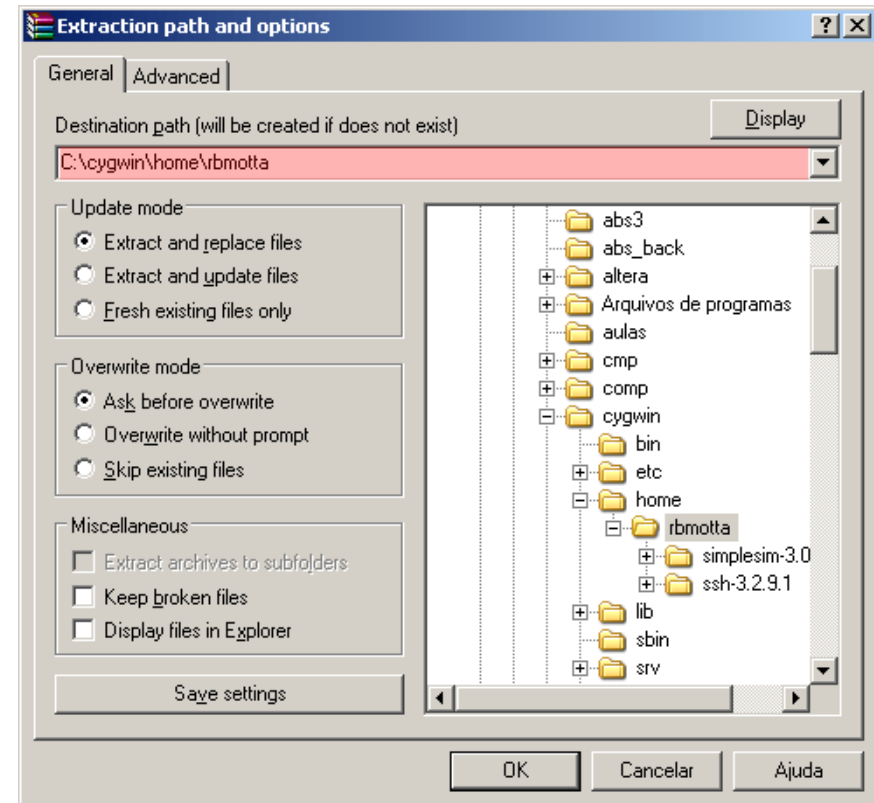 Extraction path and options
General
Advanced
Destination path (will be created if does not exist)
Display
C:\cygwin\home\rbmotta
Update mode
Extract and replace files
Extract and update files
Fresh existing files only
Overwrite mode
Ask before overwrite
Overwrite without prompt
Skip existing files
Miscellaneous
Extract archives to subfolders
Keep broken files
Display files in Explorer
Save settings
abs3
abs_back
altera
Arquivos de programas
aulas
cmp
comp
cygwin
bin
etc
home
rbmotta
simplesim-3.0
ssh-3.2.9.1
lib
sbin
srv
OK
Cancelar
Ajuda